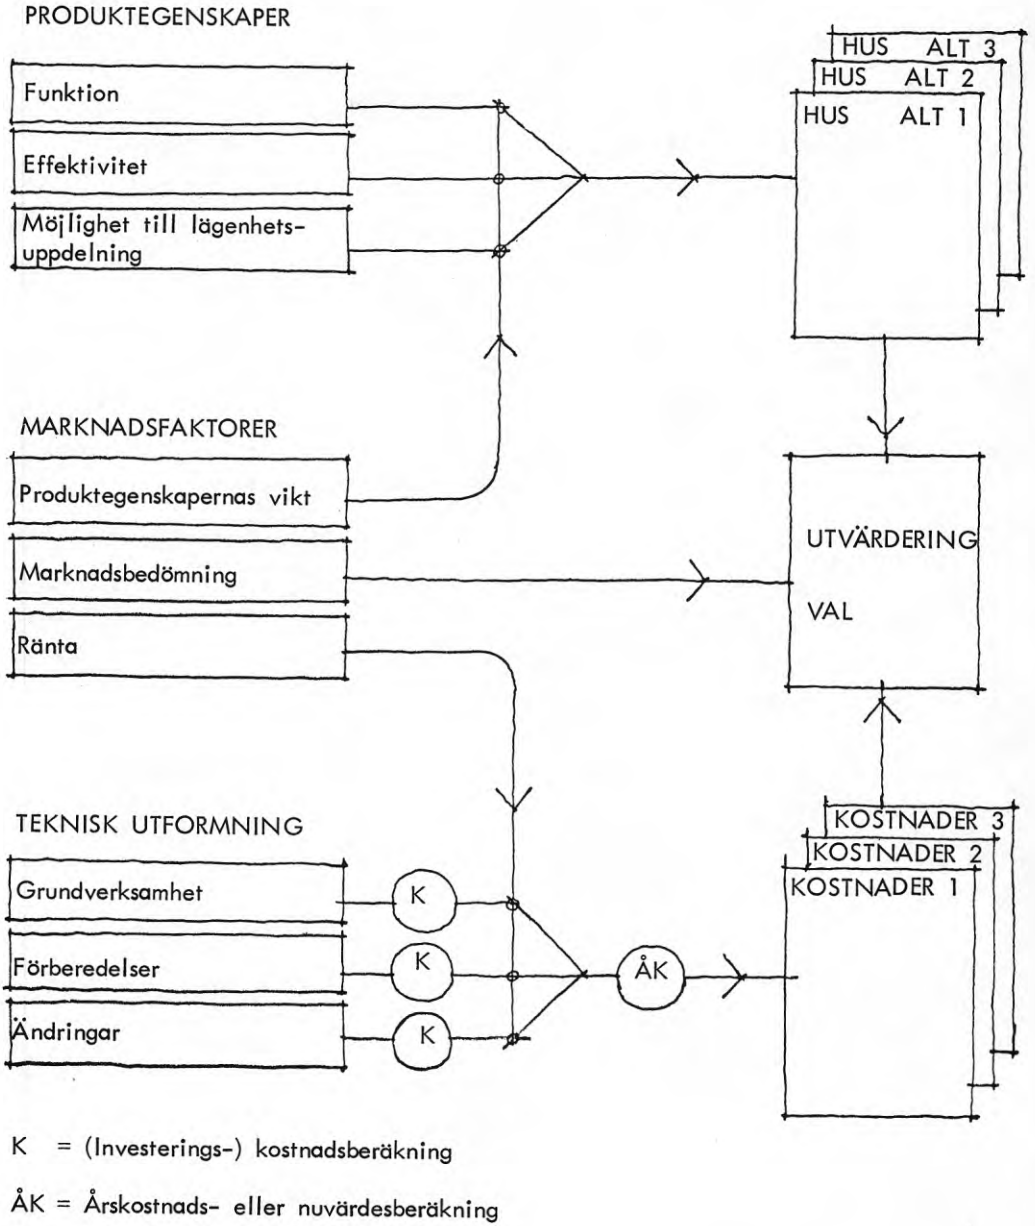 PRODUKTEGENSKAPER
Funktion
Effektivitet
Möjlighet till lägenhets-
uppdelning
HUS ALT 3
HUS ALT 2
HUS ALT 1
MARKNADSFAKTORER
Produktegenskapernas vikt
Marknadsbedömning
Ränta
UTVÄRDERING
VAL
TEKNISK UTFORMNING
Grundverksamhet
K
Förberedelser
K
Ändringar
K
ÅK
KOSTNADER 3
KOSTNADER 2
KOSTNADER 1
K = (Investerings-) kostnadsberäkning
ÅK = Årskostnads- eller nuvärdesberäkning